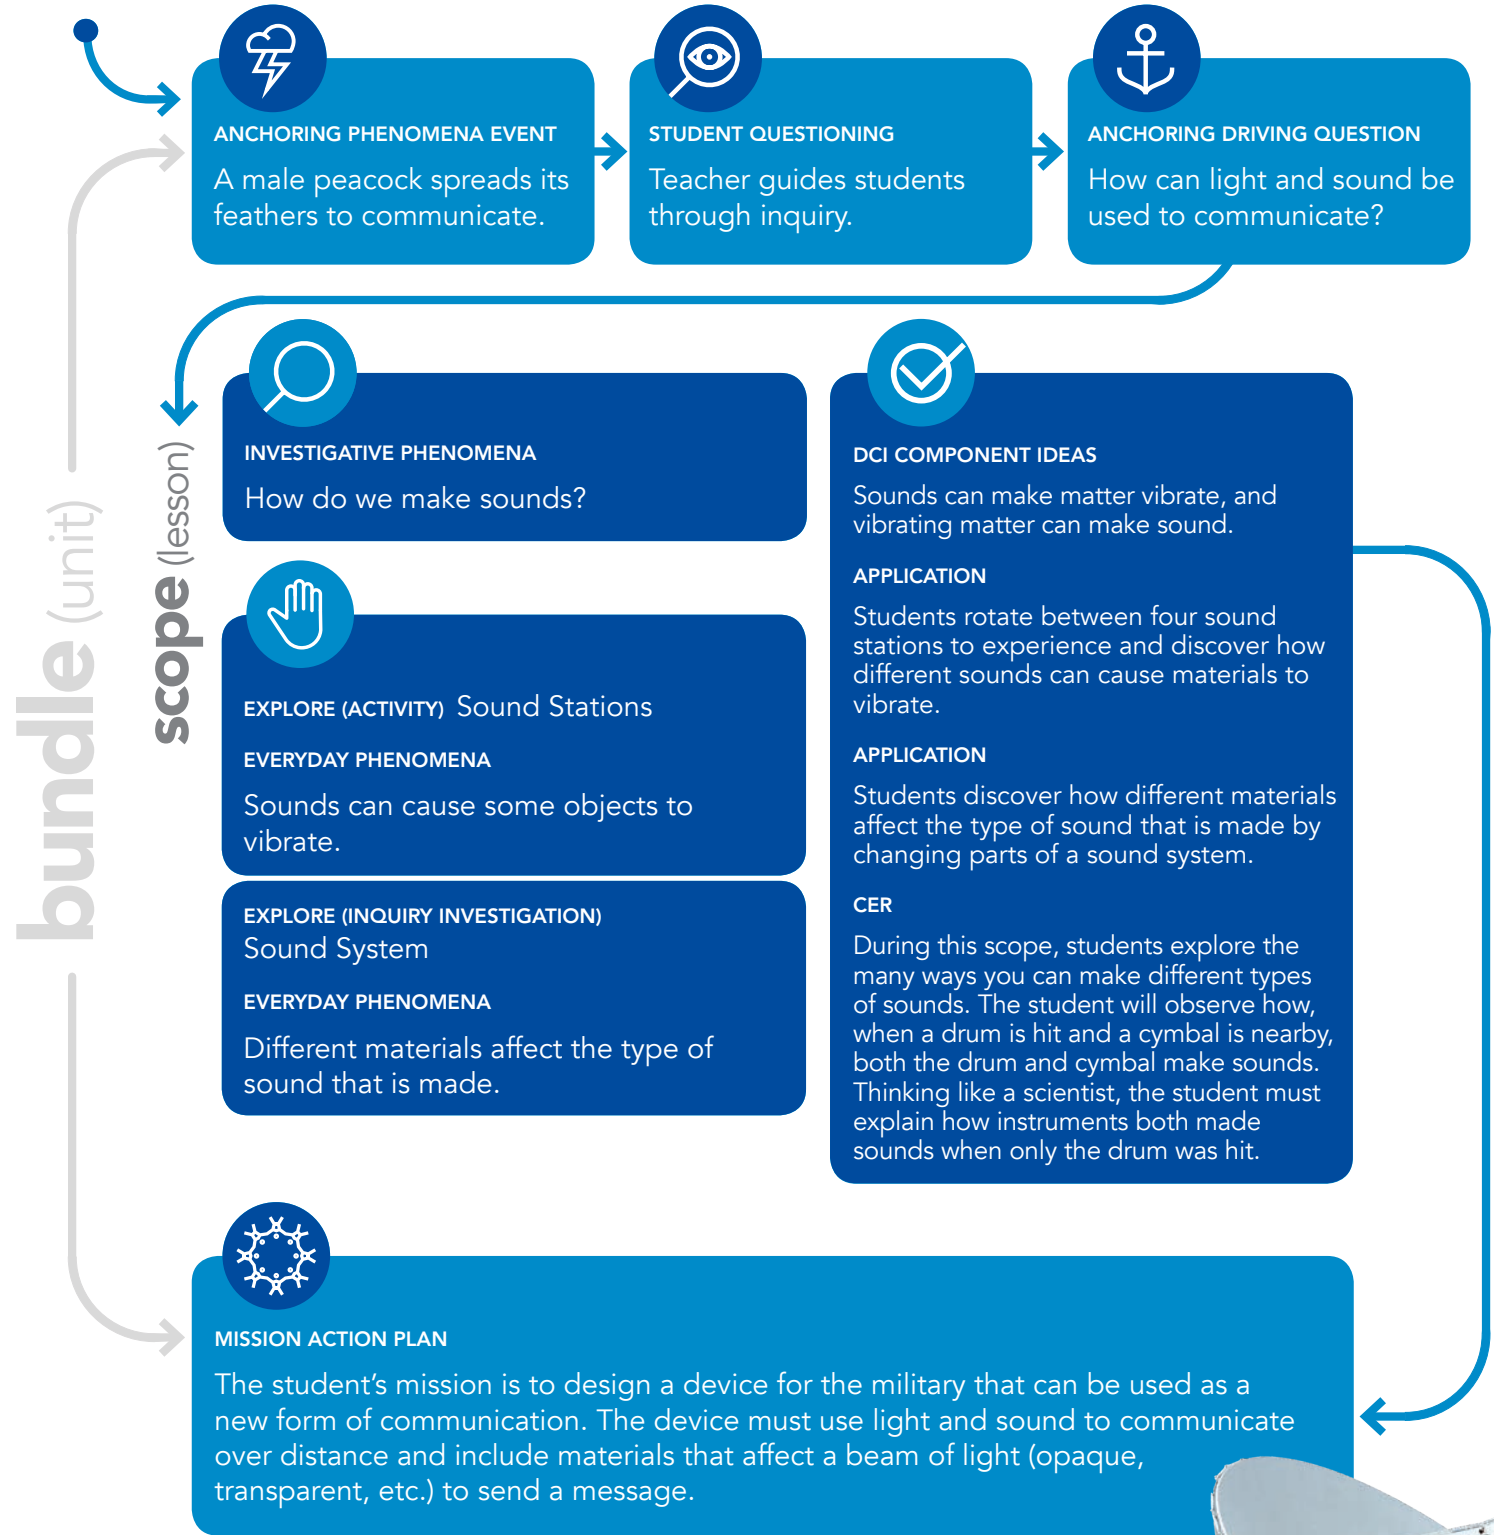 ANCHORING PHENOMENA EVENT
A male peacock spreads its
feathers to communicate.
STUDENT QUESTIONING
Teacher guides students
through inquiry.
ANCHORING DRIVING QUESTION
How can light and sound be
used to communicate?
bundle (unit)
scope (lesson)
INVESTIGATIVE PHENOMENA
How do we make sounds?
EXPLORE (ACTIVITY) Sound Stations
EVERYDAY PHENOMENA
Sounds can cause some objects to
vibrate.
EXPLORE (INQUIRY INVESTIGATION)
Sound System
EVERYDAY PHENOMENA
Different materials affect the type of
sound that is made.
DCI COMPONENT IDEAS
Sounds can make matter vibrate, and
vibrating matter can make sound.
APPLICATION
Students rotate between four sound
stations to experience and discover how
different sounds can cause materials to
vibrate.
APPLICATION
Students discover how different materials
affect the type of sound that is made by
changing parts of a sound system.
CER
During this scope, students explore the
many ways you can make different types
of sounds. The student will observe how,
when a drum is hit and a cymbal is nearby,
both the drum and cymbal make sounds.
Thinking like a scientist, the student must
explain how instruments both made
sounds when only the drum was hit.
MISSION ACTION PLAN
The student’s mission is to design a device for the military that can be used as a
new form of communication. The device must use light and sound to communicate
over distance and include materials that affect a beam of light (opaque,
transparent, etc.) to send a message.